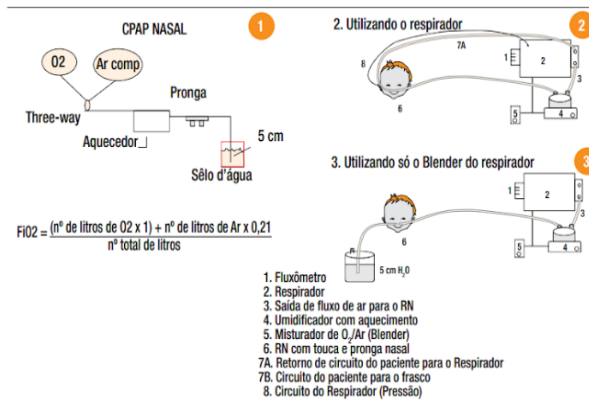 CPAP NASAL
1
O2
Ar comp
Three-way
Pronga
Aquecedor
5 cm
Sêlo d'água
FiO2 = (nº de litros de O2 x 1) + nº de litros de Ar x 0,21
nº total de litros
2. Utilizando o respirador
2
7A
8
1
2
3
6
5
4
3. Utilizando só o Blender do respirador
3
1
2
3
6
5
4
5 cm H2O
1. Fluxômetro
2. Respirador
3. Saída de fluxo de ar para o RN
4. Umidificador com aquecimento
5. Misturador de O2/Ar (Blender)
6. RN com touca e pronga nasal
7A. Retorno de circuito do paciente para o Respirador
7B. Circuito do paciente para o frasco
8. Circuito do Respirador (Pressão)